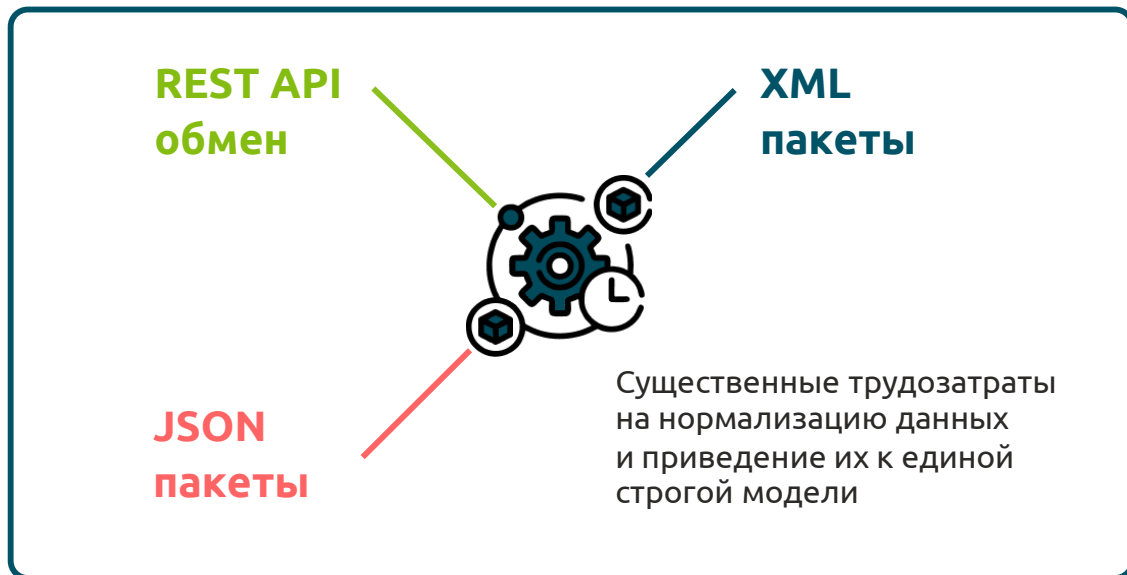 REST API
обмен
XML
пакеты
JSON
пакеты
Существенные трудозатраты
на нормализацию данных
и приведение их к единой
строгой модели